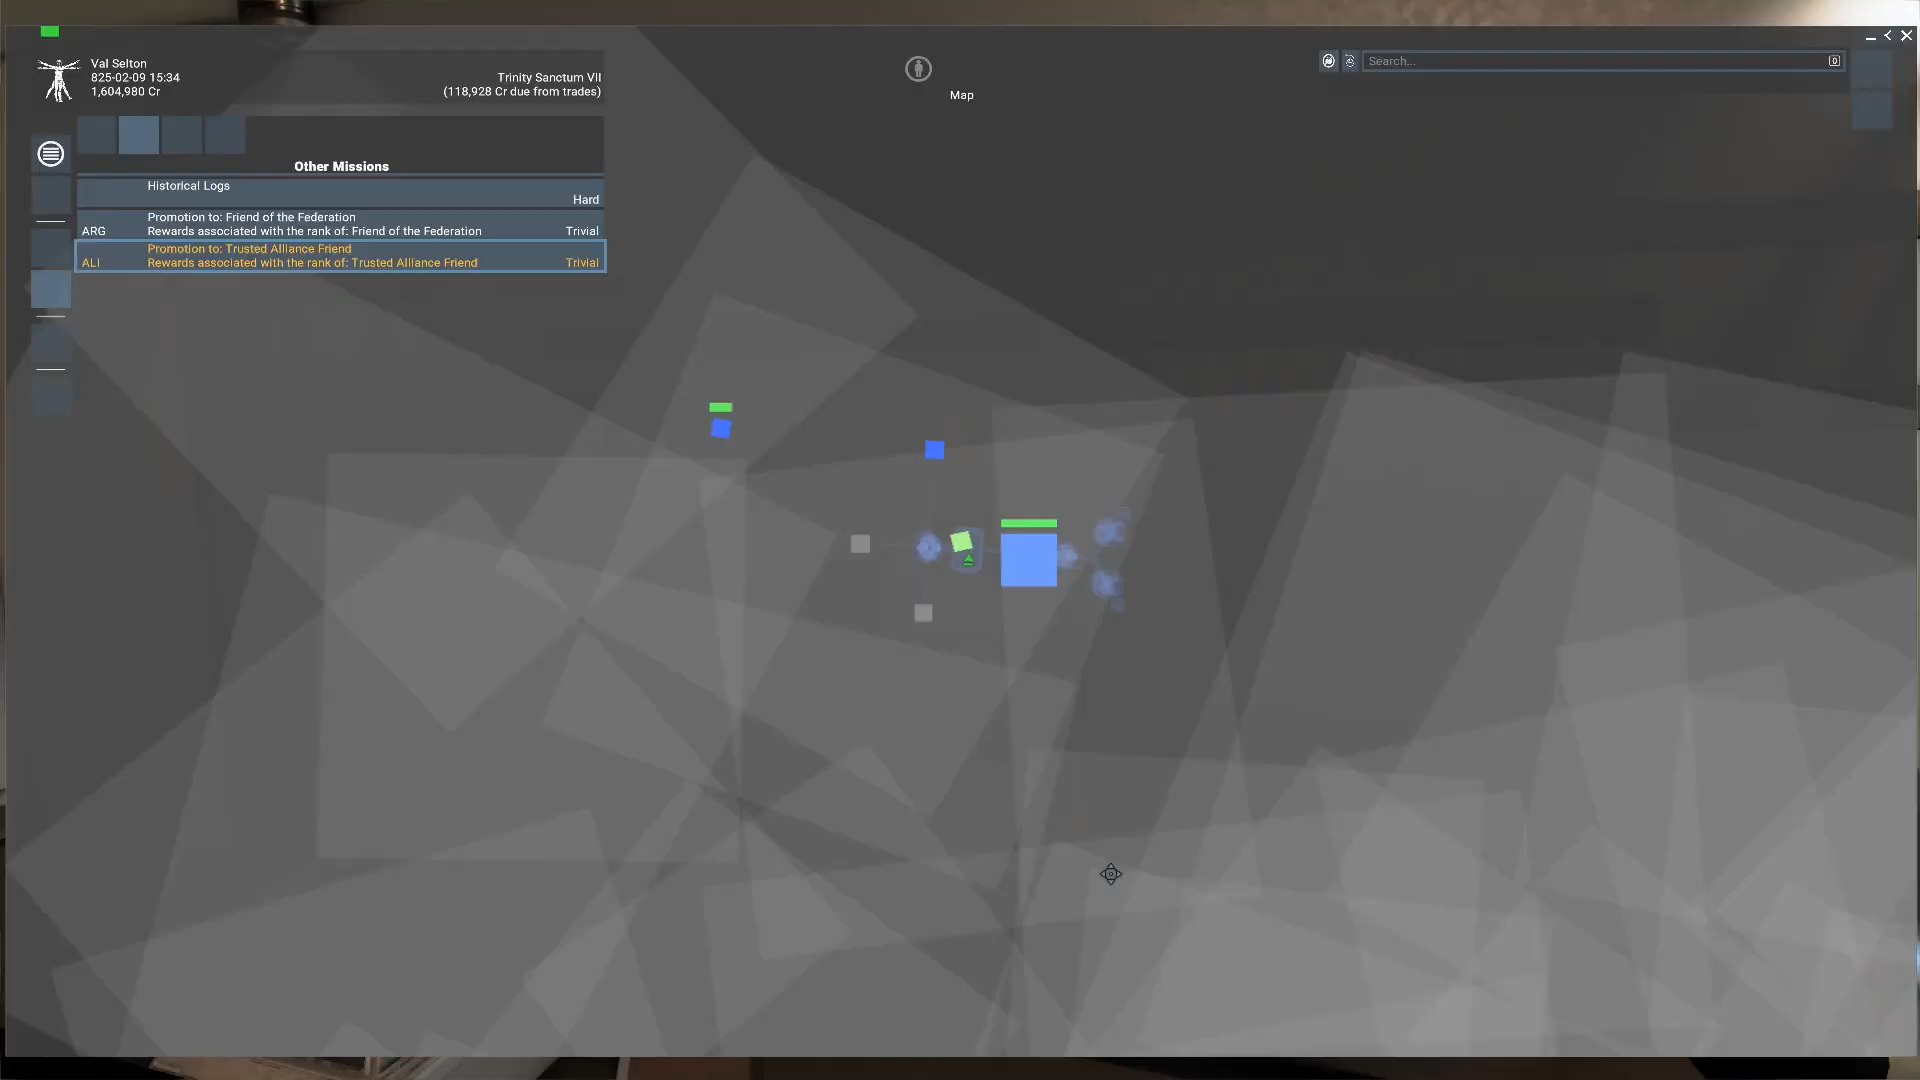 Val Selton
825-02-09 15:34
1,604,980 Cr
Trinity Sanctum VII
(118,928 Cr due from trades)
Map
Search...
Other Missions
Historical Logs
Hard
Promotion to: Friend of the Federation
ARG Rewards associated with the rank of: Friend of the Federation Trivial
Promotion to: Trusted Alliance Friend
ALI Rewards associated with the rank of: Trusted Alliance Friend Trivial